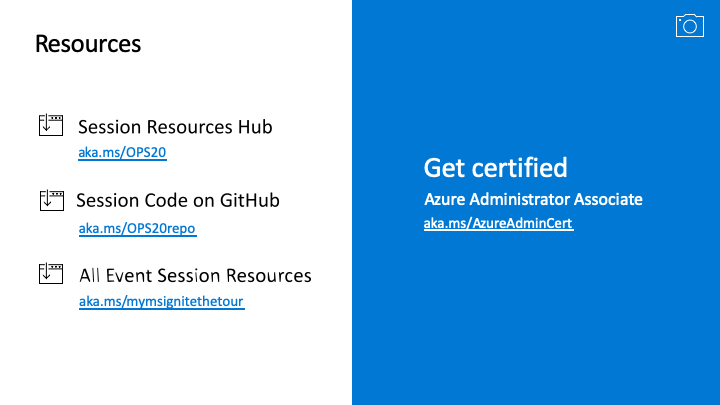 Resources
Session Resources Hub
aka.ms/OPS20
Session Code on GitHub
aka.ms/OPS20repo
All Event Session Resources
aka.ms/mymsignitethetour
Get certified
Azure Administrator Associate
aka.ms/AzureAdminCert